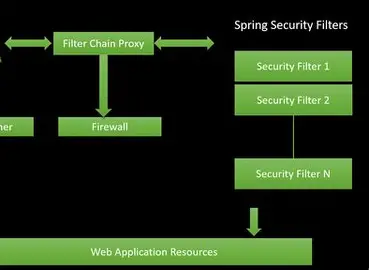 Spring Security Filters
Filter Chain Proxy
Security Filter 1
Security Filter 2
Firewall
Security Filter N
Web Application Resources